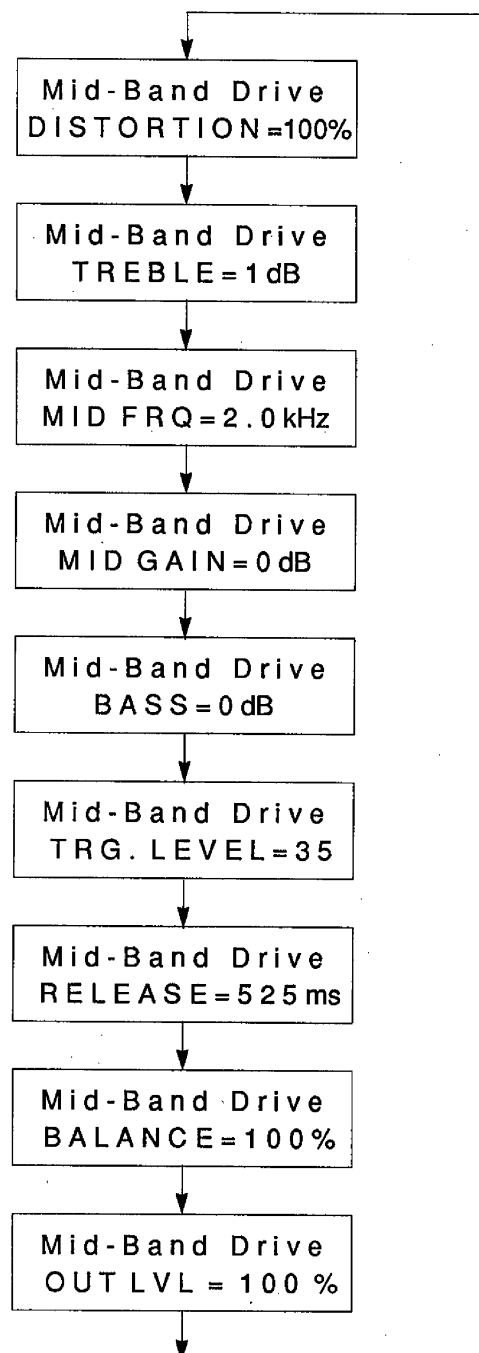 Mid-Band Drive
DISTORTION=100%
Mid-Band Drive
TREBLE=1dB
Mid-Band Drive
MID FRQ=2.0kHz
Mid-Band Drive
MID GAIN=0dB
Mid-Band Drive
BASS=0dB
Mid-Band Drive
TRG. LEVEL=35
Mid-Band Drive
RELEASE=525ms
Mid-Band Drive
BALANCE=100%
Mid-Band Drive
OUT LVL = 100 %